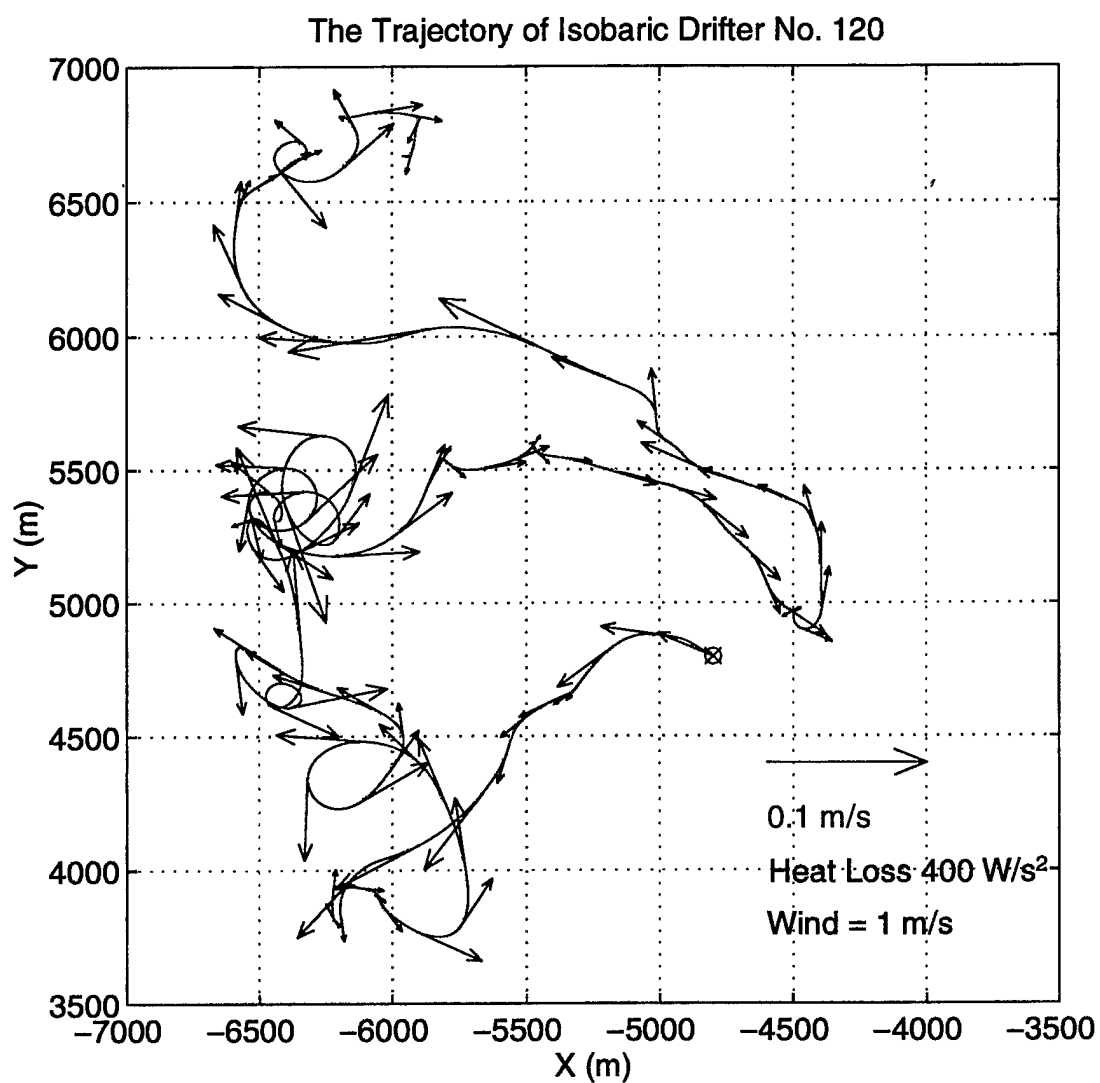 The Trajectory of Isobaric Drifter No. 120
7000
6500
6000
5500
5000
4500
4000
3500
Y (m)
0.1 m/s
Heat Loss 400 W/s²
Wind = 1 m/s
−7000 −6500 −6000 −5500 −5000 −4500 −4000 −3500
X (m)